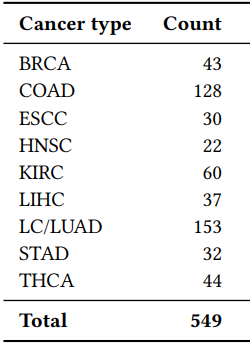 Cancer type Count
BRCA 43
COAD 128
ESCC 30
HNSC 22
KIRC 60
LIHC 37
LC/LUAD 153
STAD 32
THCA 44
Total 549